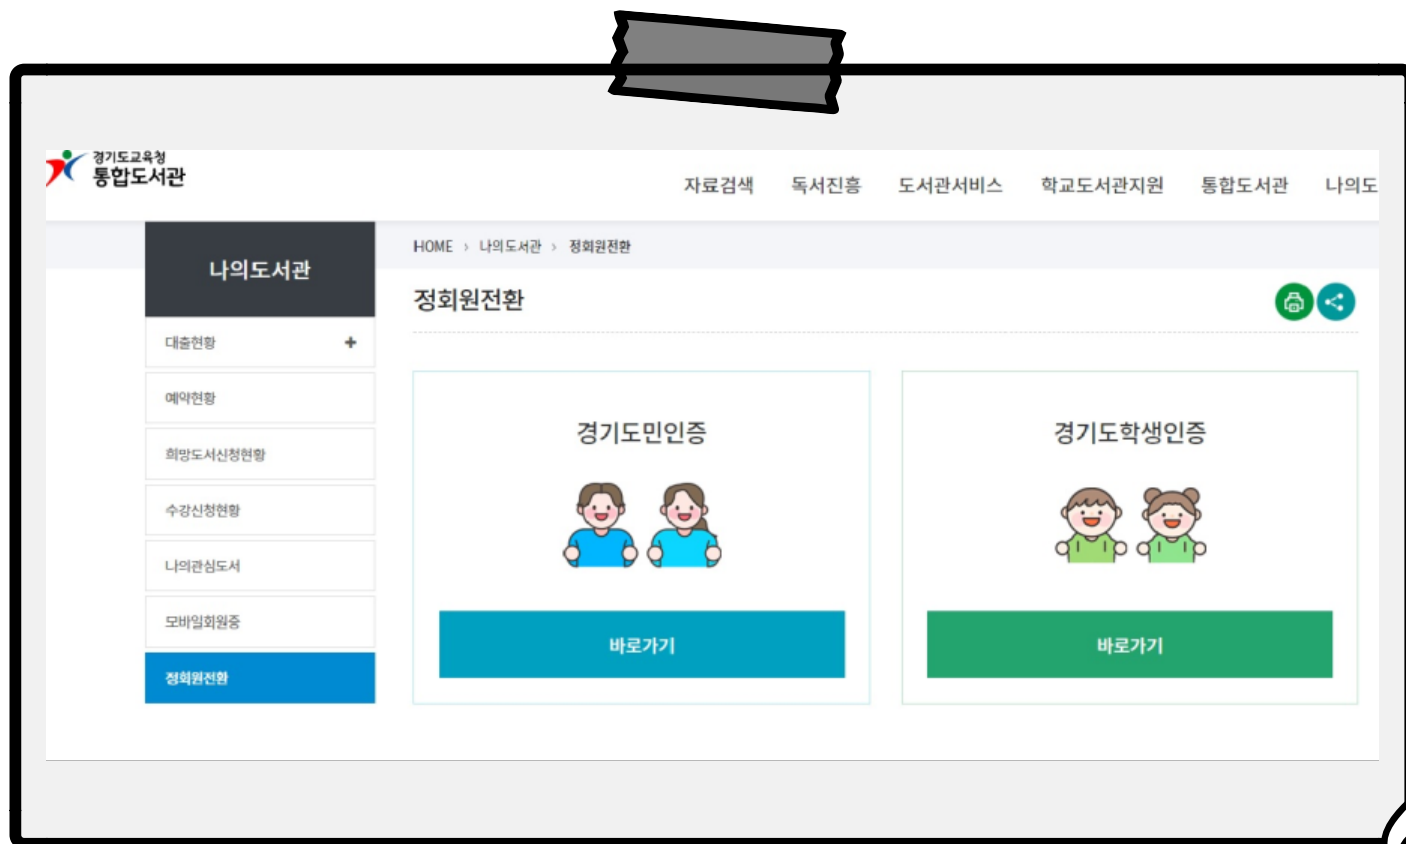 경기도교육청
통합도서관
자료검색 독서진흥 도서관서비스 학교도서관지원 통합도서관 나의도
나의도서관
HOME > 나의도서관 > 정회원전환
정회원전환
대출현황 +
예약현황
희망도서신청현황
수강신청현황
나의관심도서
모바일회원증
정회원전환
경기도민인증
바로가기
경기도학생인증
바로가기